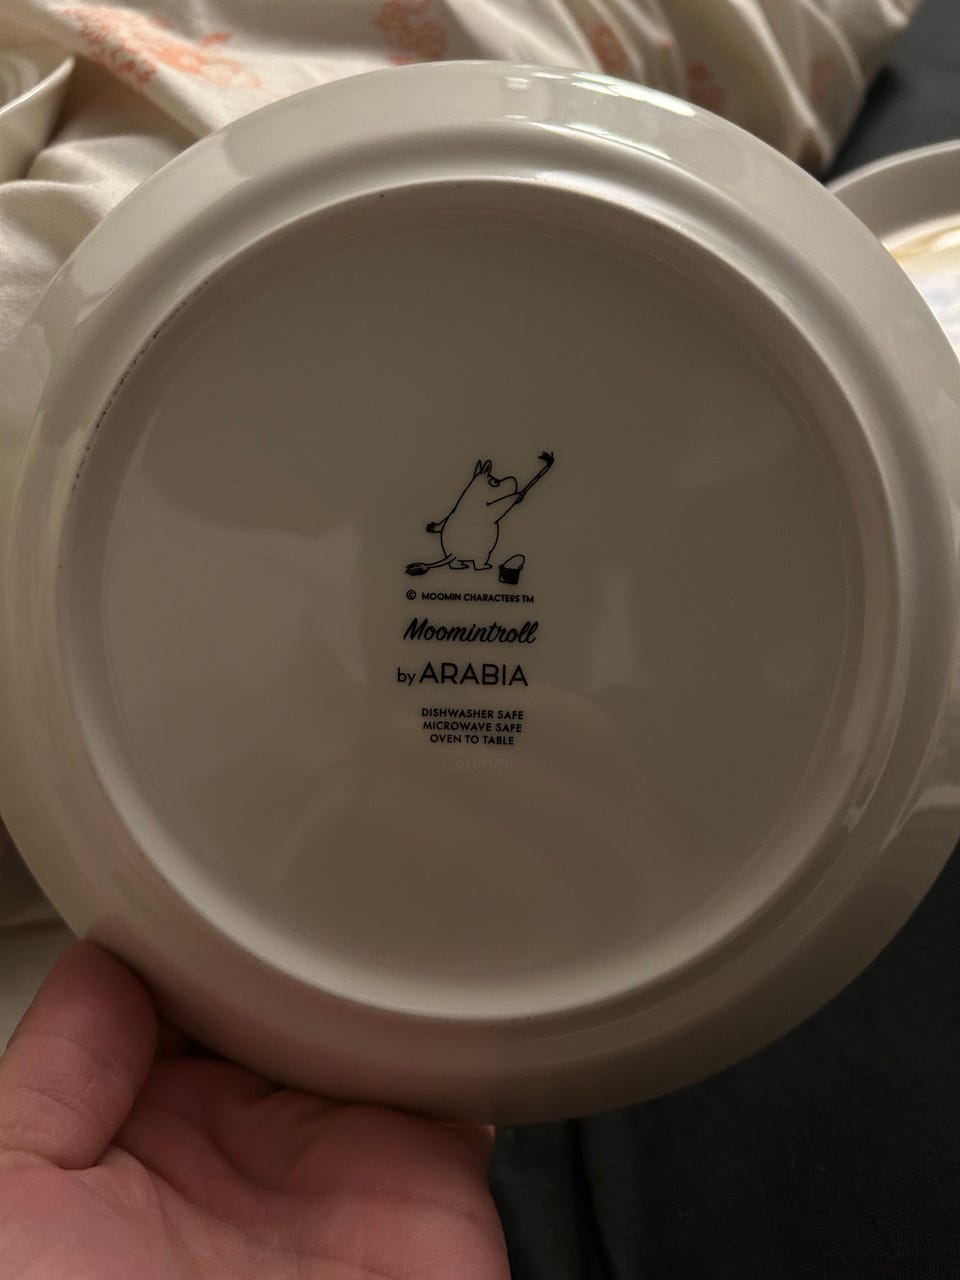 © MOOMIN CHARACTERS TM
Moomintroll
by ARABIA
DISHWASHER SAFE
MICROWAVE SAFE
OVEN TO TABLE